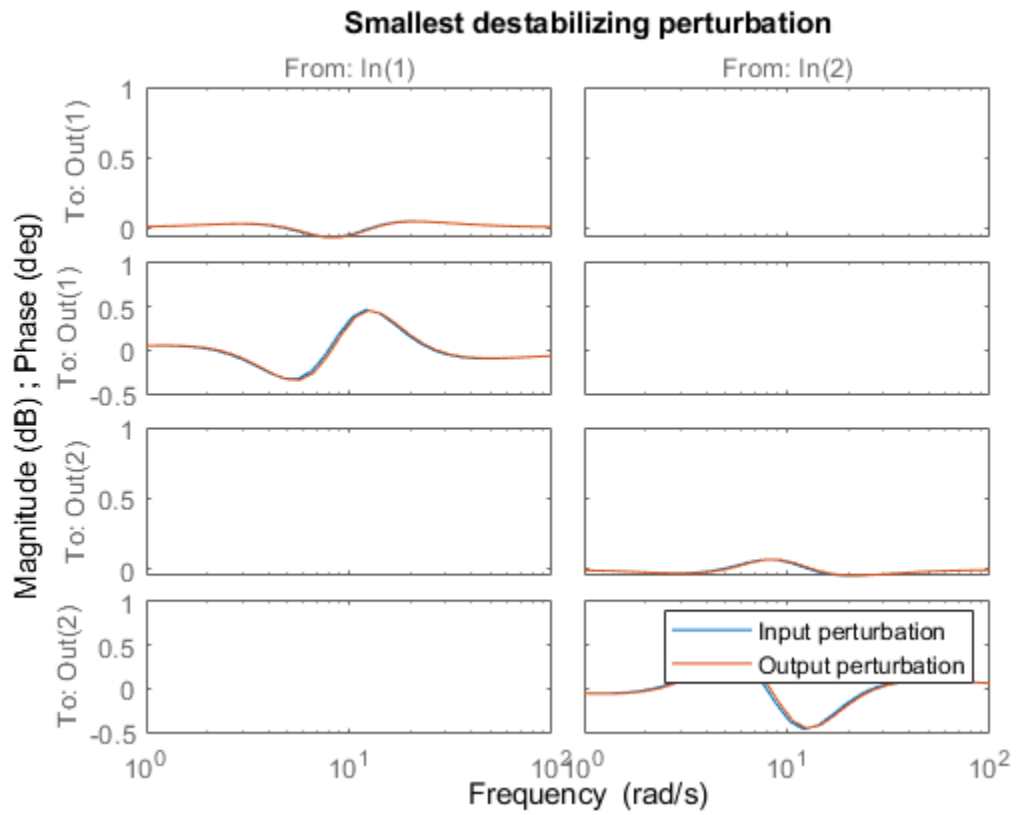 Smallest destabilizing perturbation
From: In(1)
From: In(2)
Magnitude (dB) ; Phase (deg)
To: Out(1)
1
0.5
0
To: Out(1)
1
0.5
0
-0.5
To: Out(2)
1
0.5
0
To: Out(2)
1
0.5
0
-0.5
Input perturbation
Output perturbation
10^0
10^1
10^2
10^0
10^1
10^2
Frequency (rad/s)